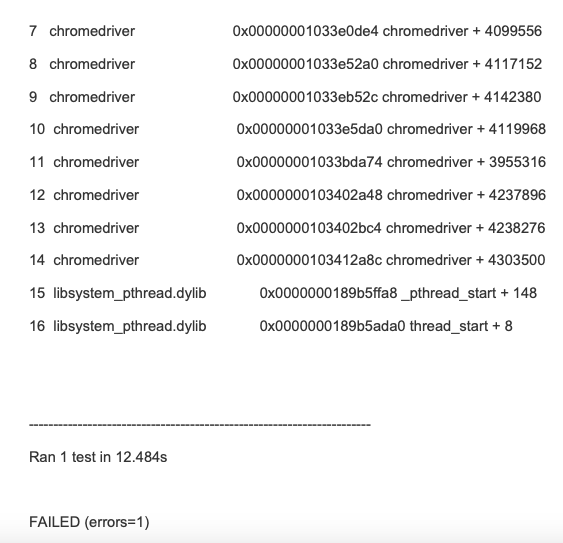 7 chromedriver 0x00000001033e0de4 chromedriver + 4099556
8 chromedriver 0x00000001033e52a0 chromedriver + 4117152
9 chromedriver 0x00000001033eb52c chromedriver + 4142380
10 chromedriver 0x00000001033e5da0 chromedriver + 4119968
11 chromedriver 0x00000001033bda74 chromedriver + 3955316
12 chromedriver 0x0000000103402a48 chromedriver + 4237896
13 chromedriver 0x0000000103402bc4 chromedriver + 4238276
14 chromedriver 0x0000000103412a8c chromedriver + 4303500
15 libsystem_pthread.dylib 0x0000000189b5ffa8 _pthread_start + 148
16 libsystem_pthread.dylib 0x0000000189b5ada0 thread_start + 8
----------------------------------------------------------------------
Ran 1 test in 12.484s
FAILED (errors=1)